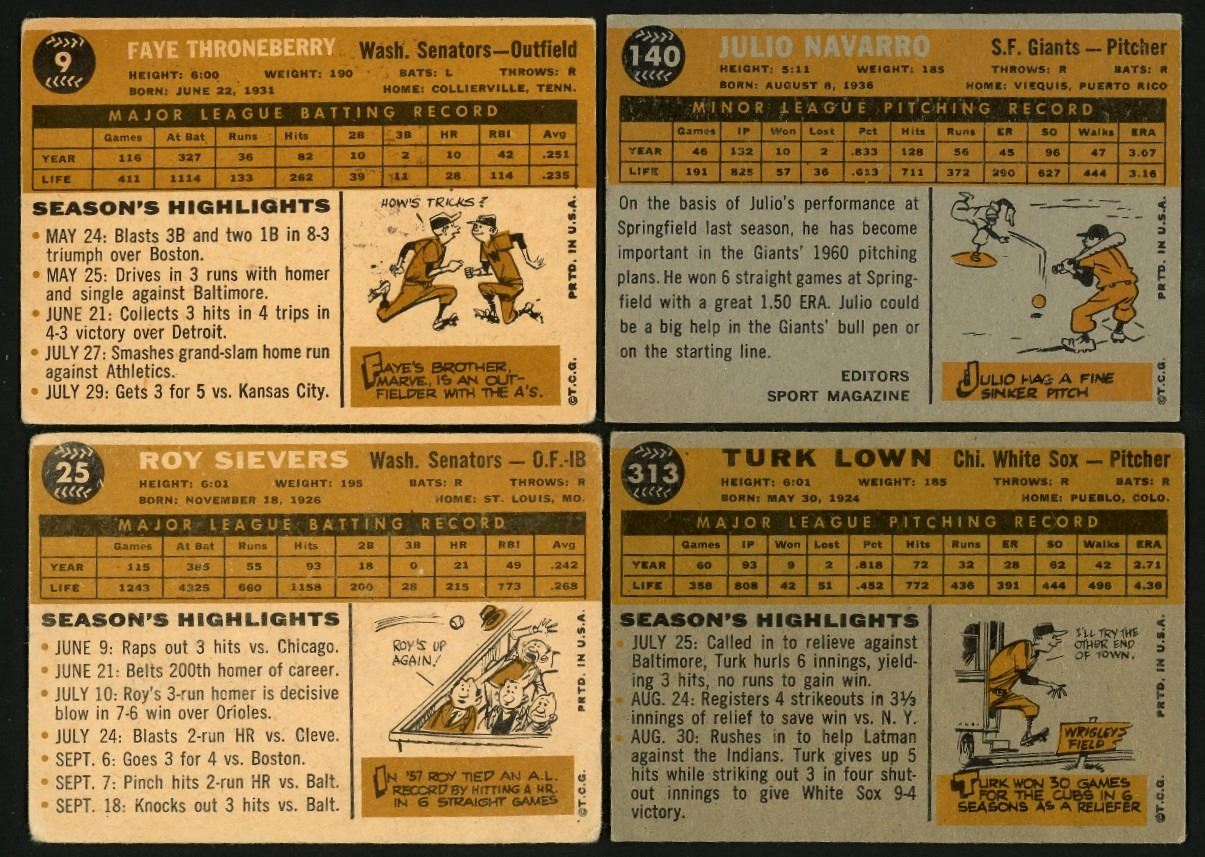 9
FAYE THRONEBERRY Wash. Senators—Outfield
HEIGHT: 6:00 WEIGHT: 190 BATS: L THROWS: R
BORN: JUNE 22, 1931 HOME: COLLIERVILLE, TENN.
MAJOR LEAGUE BATTING RECORD
Games At Bat Runs Hits 2B 3B HR RBI Avg
YEAR 116 327 36 82 10 2 10 42 .251
LIFE 411 1114 133 262 39 11 28 114 .235
SEASON'S HIGHLIGHTS
• MAY 24: Blasts 3B and two 1B in 8-3
triumph over Boston.
• MAY 25: Drives in 3 runs with homer
and single against Baltimore.
• JUNE 21: Collects 3 hits in 4 trips in
4-3 victory over Detroit.
• JULY 27: Smashes grand-slam home run
against Athletics.
• JULY 29: Gets 3 for 5 vs. Kansas City.
HOW'S TRICKS?
FAYE'S BROTHER,
MARVE, IS AN OUT-
FIELDER WITH THE A'S.
©T.C.G. PRTD. IN U.S.A.
140
JULIO NAVARRO S.F. Giants — Pitcher
HEIGHT: 5:11 WEIGHT: 185 THROWS: R BATS: R
BORN: AUGUST 8, 1936 HOME: VIEQUIS, PUERTO RICO
MINOR LEAGUE PITCHING RECORD
Games IP Won Lost Pct Hits Runs ER SO Walks ERA
YEAR 46 132 10 2 .833 128 56 45 96 47 3.07
LIFE 191 825 57 36 .613 711 372 290 627 444 3.16
On the basis of Julio's performance at
Springfield last season, he has become
important in the Giants' 1960 pitching
plans. He won 6 straight games at Spring-
field with a great 1.50 ERA. Julio could
be a big help in the Giants' bull pen or
on the starting line.
EDITORS
SPORT MAGAZINE
JULIO HAS A FINE
SINKER PITCH
©T.C.G. PRTD. IN U.S.A.
25
ROY SIEVERS Wash. Senators — O.F.-1B
HEIGHT: 6:01 WEIGHT: 195 BATS: R THROWS: R
BORN: NOVEMBER 18, 1926 HOME: ST. LOUIS, MO.
MAJOR LEAGUE BATTING RECORD
Games At Bat Runs Hits 2B 3B HR RBI Avg
YEAR 115 385 55 93 18 0 21 49 .242
LIFE 1243 4325 660 1158 200 28 215 773 .268
SEASON'S HIGHLIGHTS
• JUNE 9: Raps out 3 hits vs. Chicago.
• JUNE 21: Belts 200th homer of career.
• JULY 10: Roy's 3-run homer is decisive
blow in 7-6 win over Orioles.
• JULY 24: Blasts 2-run HR vs. Cleve.
• SEPT. 6: Goes 3 for 4 vs. Boston.
• SEPT. 7: Pinch hits 2-run HR vs. Balt.
• SEPT. 18: Knocks out 3 hits vs. Balt.
ROY'S UP
AGAIN!
IN '57 ROY TIED AN A.L.
RECORD BY HITTING A HR.
IN 6 STRAIGHT GAMES
©T.C.G. PRTD. IN U.S.A.
313
TURK LOWN Chi. White Sox — Pitcher
HEIGHT: 6:01 WEIGHT: 185 THROWS: R BATS: R
BORN: MAY 30, 1924 HOME: PUEBLO, COLO.
MAJOR LEAGUE PITCHING RECORD
Games IP Won Lost Pct Hits Runs ER SO Walks ERA
YEAR 60 93 9 2 .818 72 32 28 62 42 2.71
LIFE 358 808 42 51 .452 772 436 391 444 496 4.36
SEASON'S HIGHLIGHTS
• JULY 25: Called in to relieve against
Baltimore, Turk hurls 6 innings, yield-
ing 3 hits, no runs to gain win.
• AUG. 24: Registers 4 strikeouts in 3⅓
innings of relief to save win vs. N. Y.
• AUG. 30: Rushes in to help Latman
against the Indians. Turk gives up 5
hits while striking out 3 in four shut-
out innings to give White Sox 9-4
victory.
I'LL TRY THE
OTHER END
OF TOWN.
WRIGLEY
FIELD
TURK WON 30 GAMES
FOR THE CUBS IN 6
SEASONS AS A RELIEFER
©T.C.G. PRTD. IN U.S.A.